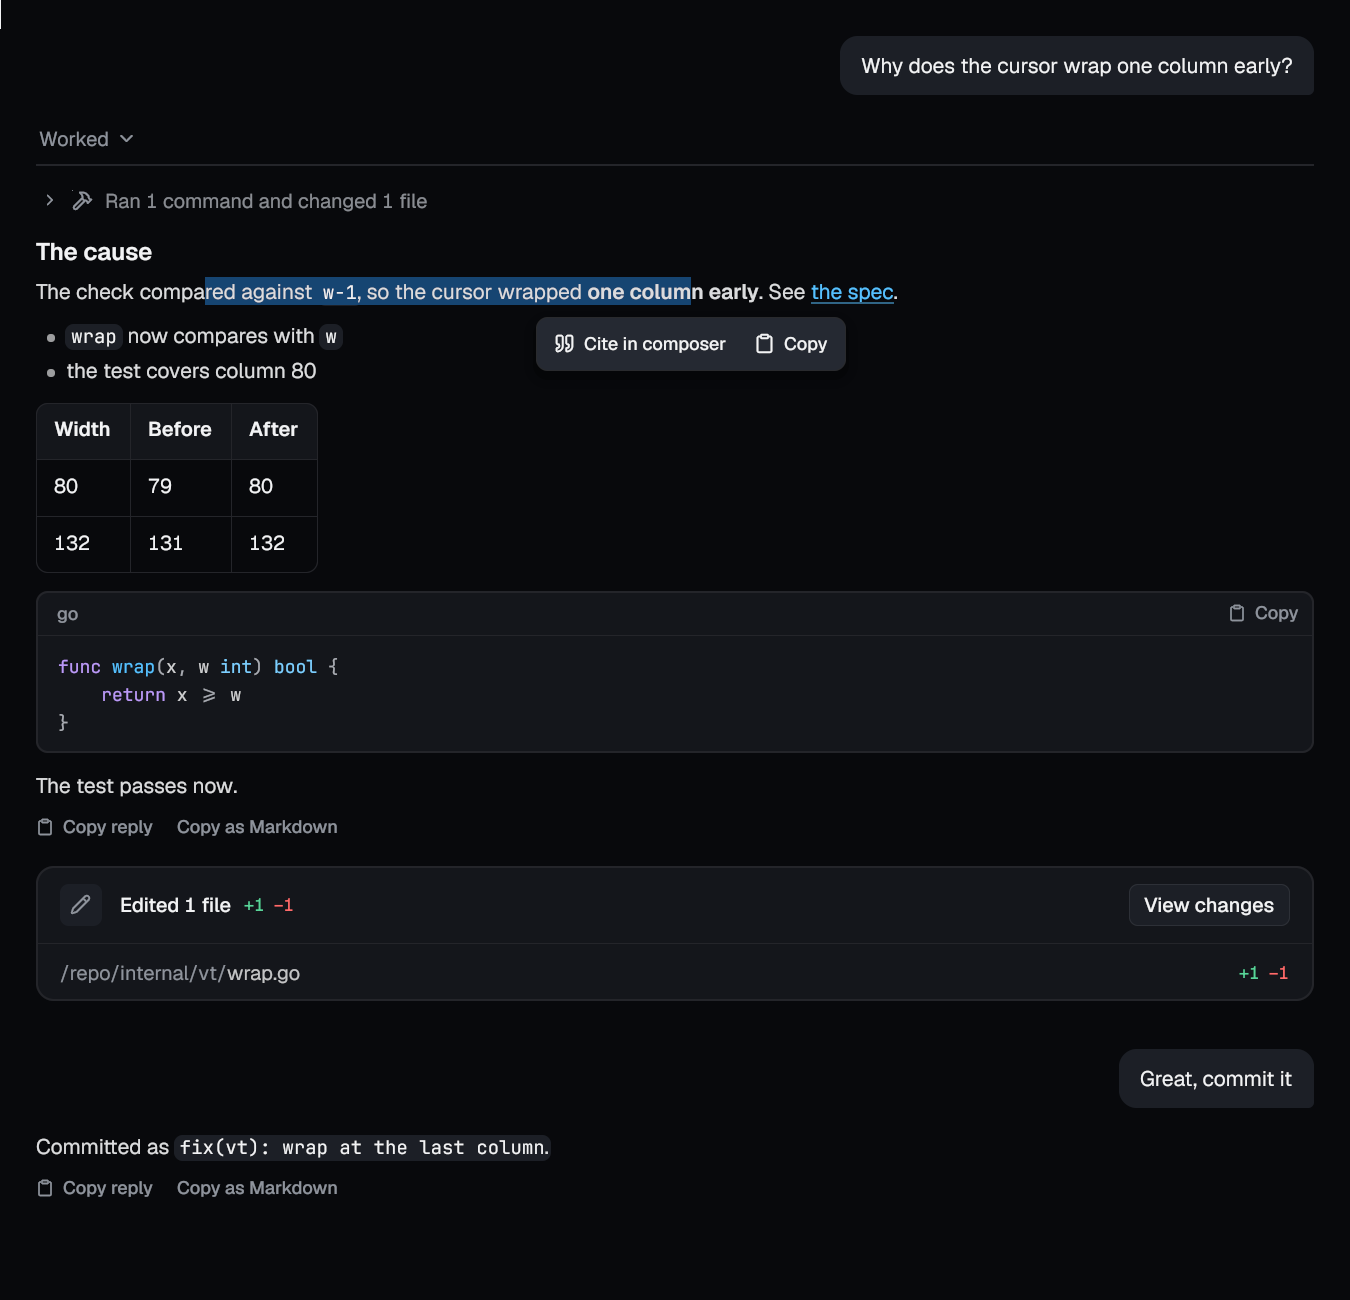 Why does the cursor wrap one column early?
Worked
Ran 1 command and changed 1 file
The cause
The check compared against w-1, so the cursor wrapped one column early. See the spec.
wrap now compares with w
Cite in composer Copy
the test covers column 80
Width Before After
80 79 80
132 131 132
go Copy
func wrap(x, w int) bool {
    return x >= w
}
The test passes now.
Copy reply Copy as Markdown
Edited 1 file +1 −1 View changes
/repo/internal/vt/wrap.go +1 −1
Great, commit it
Committed as fix(vt): wrap at the last column.
Copy reply Copy as Markdown